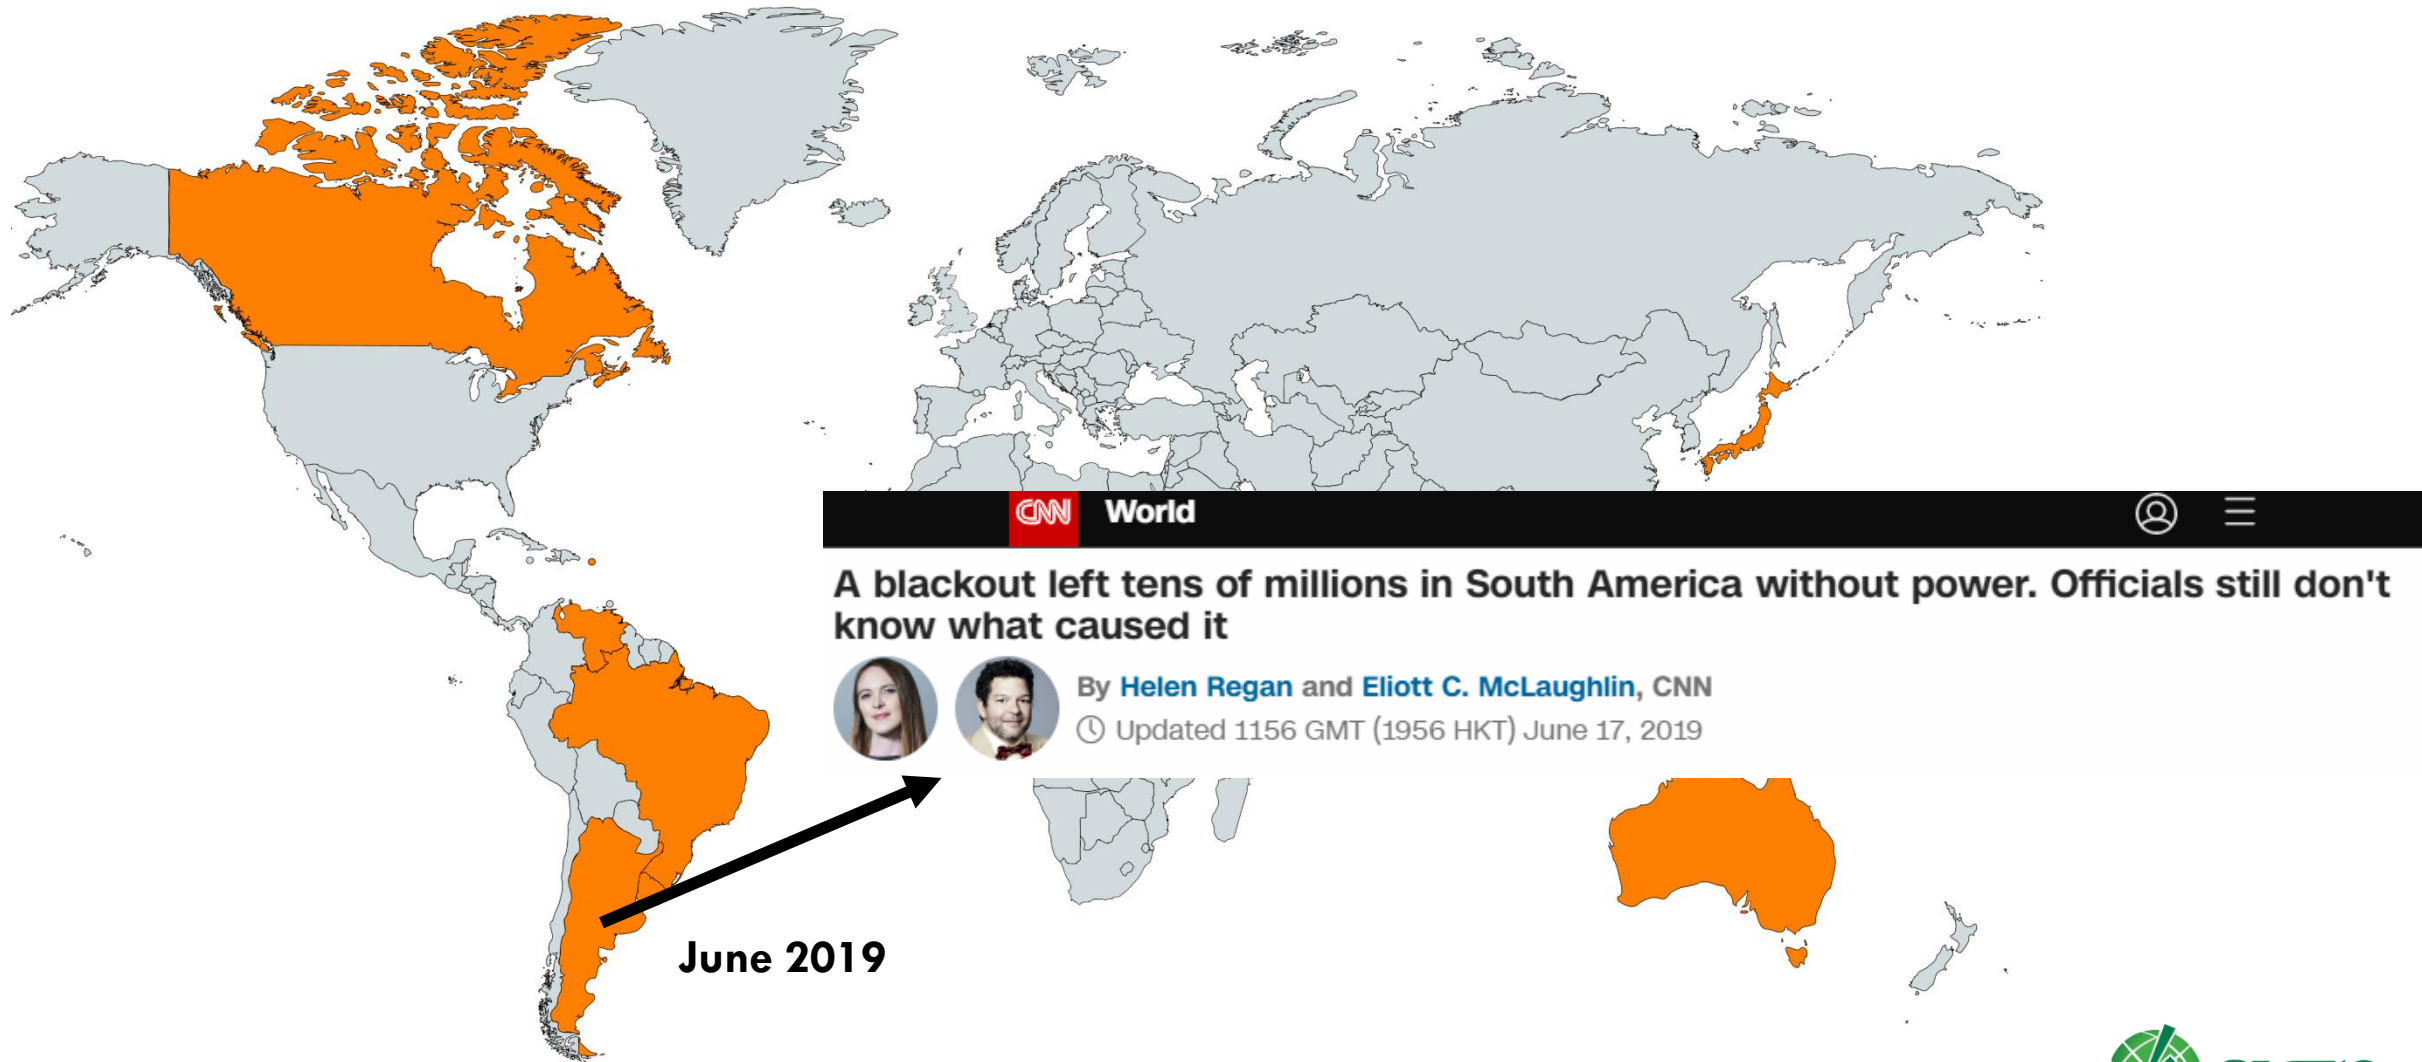 CNN World
A blackout left tens of millions in South America without power. Officials still don't
know what caused it
By Helen Regan and Eliott C. McLaughlin, CNN
Updated 1156 GMT (1956 HKT) June 17, 2019
June 2019